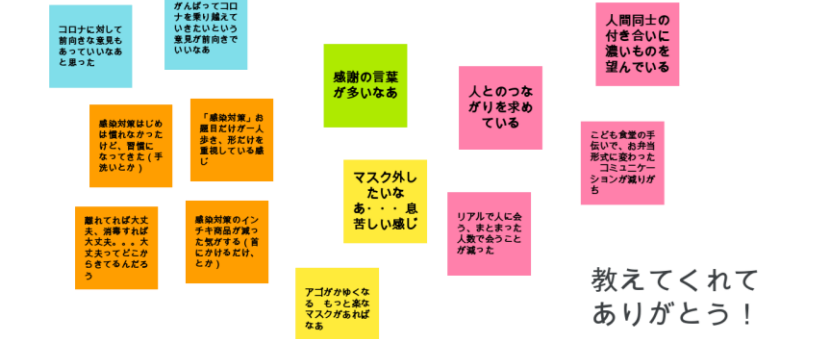 コロナに対して
前向きな意見も
あっていいなあ
と思った
がんばってコロ
ナを乗り越えて
いきたいという
意見が前向きで
いいなあ
感染対策はじめ
は慣れなかった
けど、習慣に
なってきた(手
洗いとか)
「感染対策」お
題目だけが一人
歩き、形だけを
重視している感
じ
離れてれば大丈
夫、消毒すれば
大丈夫。。。大
丈夫ってどこか
らきてるんだろ
う
感染対策のイン
チキ商品が減っ
た気がする(首
にかけるだけ、
とか)
感謝の言葉
が多いなあ
マスク外し
たいな
あ・・・息
苦しい感じ
アゴがかゆくな
る もっと楽な
マスクがあれば
なあ
人とのつな
がりを求め
ている
人間同士の
付き合いに
濃いものを
望んでいる
こども食堂の手
伝いで、お弁当
形式に変わった
 コミュニケー
ションが減りが
ち
リアルで人に会
う、まとまった
人数で会うこと
が減った
教えてくれて
ありがとう!